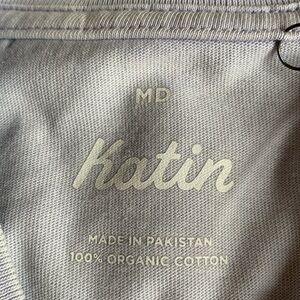 MD
Katin
MADE IN PAKISTAN
100% ORGANIC COTTON